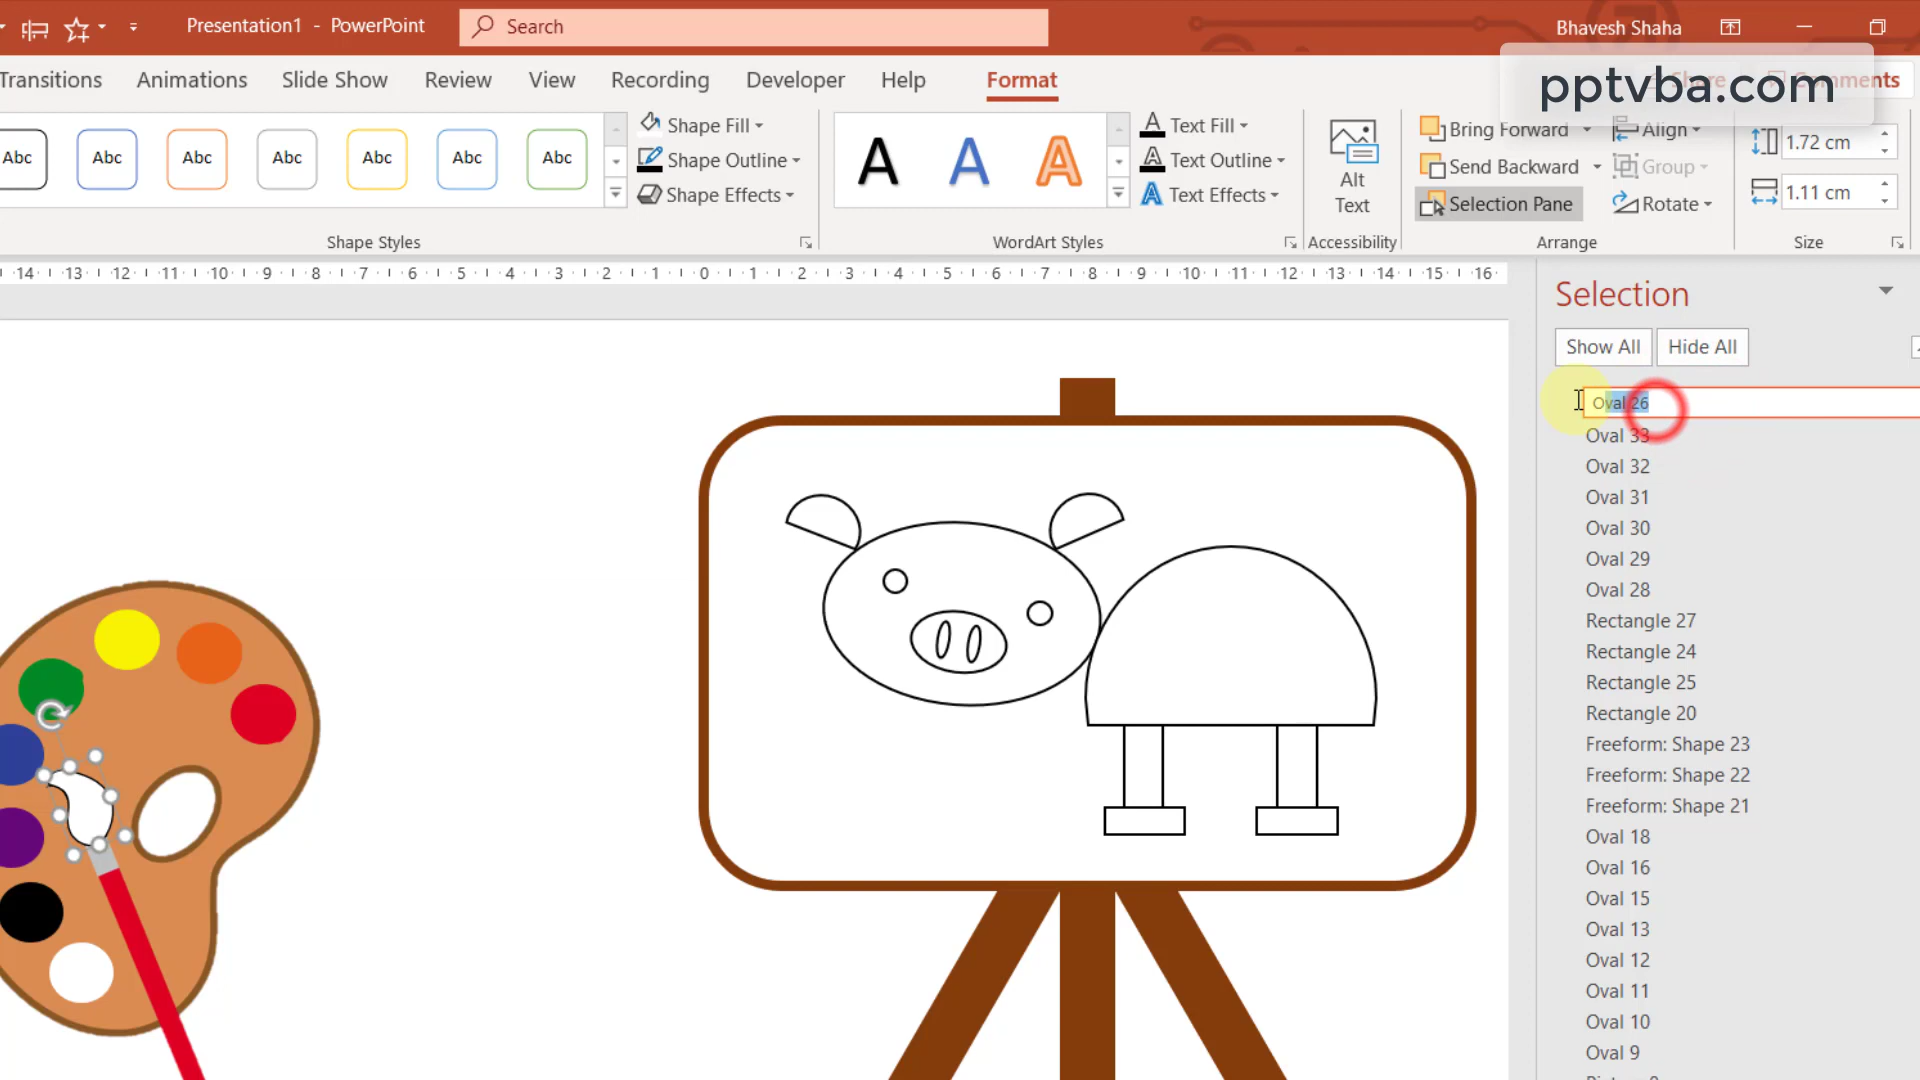 Presentation1 - PowerPoint
Search
Bhavesh Shaha
Transitions Animations Slide Show Review View Recording Developer Help Format
Share Comments
pptvba.com
Abc Abc Abc Abc Abc Abc Abc
Shape Fill
Shape Outline
Shape Effects
Shape Styles
A A A
Text Fill
Text Outline
Text Effects
WordArt Styles
Alt Text
Accessibility
Bring Forward
Send Backward
Selection Pane
Align
Group
Rotate
Arrange
1.72 cm
1.11 cm
Size
14 13 12 11 10 9 8 7 6 5 4 3 2 1 0 1 2 3 4 5 6 7 8 9 10 11 12 13 14 15 16
Selection
Show All Hide All
Oval 26
Oval 33
Oval 32
Oval 31
Oval 30
Oval 29
Oval 28
Rectangle 27
Rectangle 24
Rectangle 25
Rectangle 20
Freeform: Shape 23
Freeform: Shape 22
Freeform: Shape 21
Oval 18
Oval 16
Oval 15
Oval 13
Oval 12
Oval 11
Oval 10
Oval 9